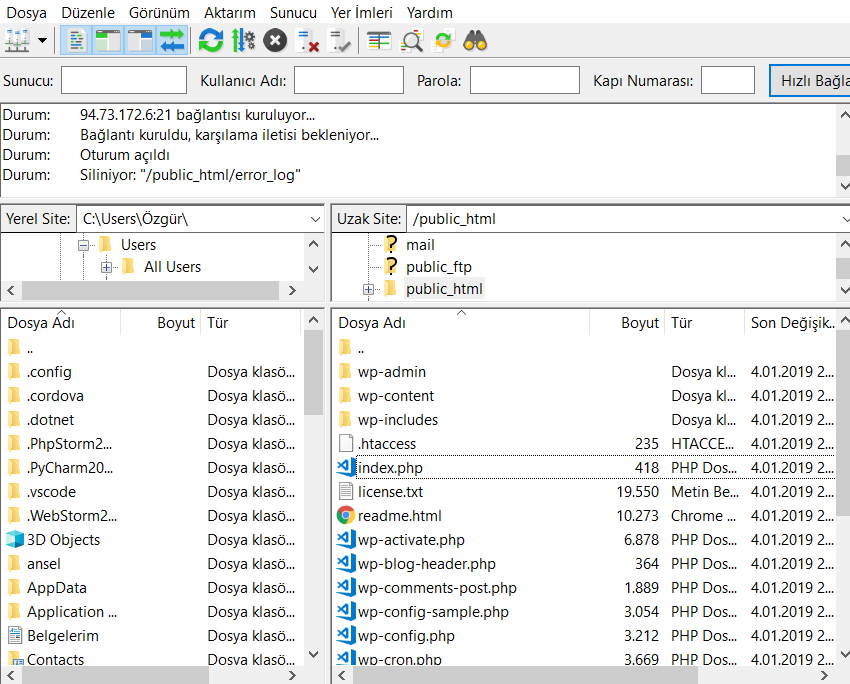 Dosya Düzenle Görünüm Aktarım Sunucu Yer İmleri Yardım
Sunucu: Kullanıcı Adı: Parola: Kapı Numarası: Hızlı Bağla
Durum: 94.73.172.6:21 bağlantısı kuruluyor...
Durum: Bağlantı kuruldu, karşılama iletisi bekleniyor...
Durum: Oturum açıldı
Durum: Siliniyor: "/public_html/error_log"
Yerel Site: C:\Users\Özgür\
Users
All Users
Uzak Site: /public_html
mail
public_ftp
public_html
Dosya Adı Boyut Tür
..
.config Dosya klasö...
.cordova Dosya klasö...
.dotnet Dosya klasö...
.PhpStorm2... Dosya klasö...
.PyCharm20... Dosya klasö...
.vscode Dosya klasö...
.WebStorm2... Dosya klasö...
3D Objects Dosya klasö...
ansel Dosya klasö...
AppData Dosya klasö...
Application ... Dosya klasö...
Belgelerim Dosya klasö...
Contacts Dosya klasö...
Dosya Adı Boyut Tür Son Değişik...
..
wp-admin Dosya kl... 4.01.2019 2...
wp-content Dosya kl... 4.01.2019 2...
wp-includes Dosya kl... 4.01.2019 2...
.htaccess 235 HTACCE... 4.01.2019 2...
index.php 418 PHP Dos... 4.01.2019 2...
license.txt 19.550 Metin Be... 4.01.2019 2...
readme.html 10.273 Chrome ... 4.01.2019 2...
wp-activate.php 6.878 PHP Dos... 4.01.2019 2...
wp-blog-header.php 364 PHP Dos... 4.01.2019 2...
wp-comments-post.php 1.889 PHP Dos... 4.01.2019 2...
wp-config-sample.php 3.054 PHP Dos... 4.01.2019 2...
wp-config.php 3.212 PHP Dos... 4.01.2019 2...
wp-cron.php 3.669 PHP Dos... 4.01.2019 2...